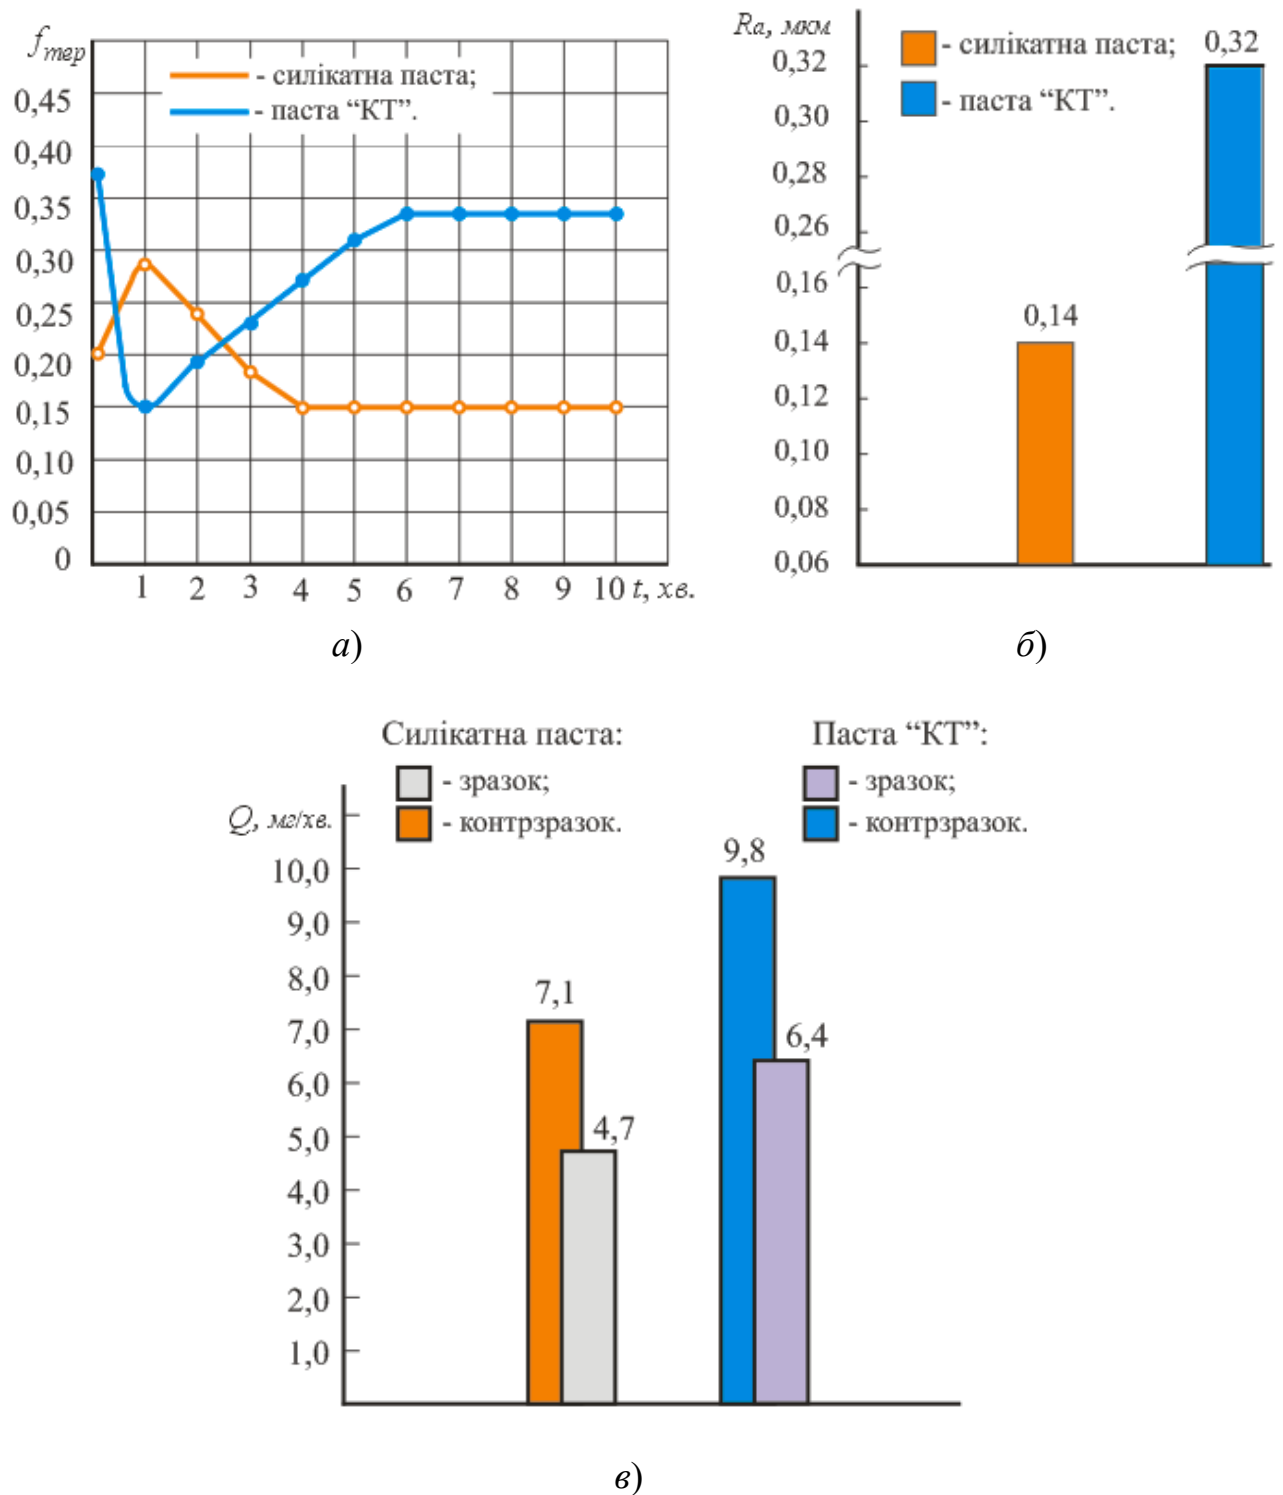 fтер
- силікатна паста;
- паста “КТ”.
0,45
0,40
0,35
0,30
0,25
0,20
0,15
0,10
0,05
0
1 2 3 4 5 6 7 8 9 10 t, хв.
а)
Ra, мкм
- силікатна паста;
- паста “КТ”.
0,32
0,32
0,30
0,28
0,26
0,16
0,14
0,14
0,12
0,10
0,08
0,06
б)
Силікатна паста:
- зразок;
- контрзразок.
Паста “КТ”:
- зразок;
- контрзразок.
Q, мг/хв.
10,0
9,0
8,0
7,0
6,0
5,0
4,0
3,0
2,0
1,0
7,1
4,7
9,8
6,4
в)